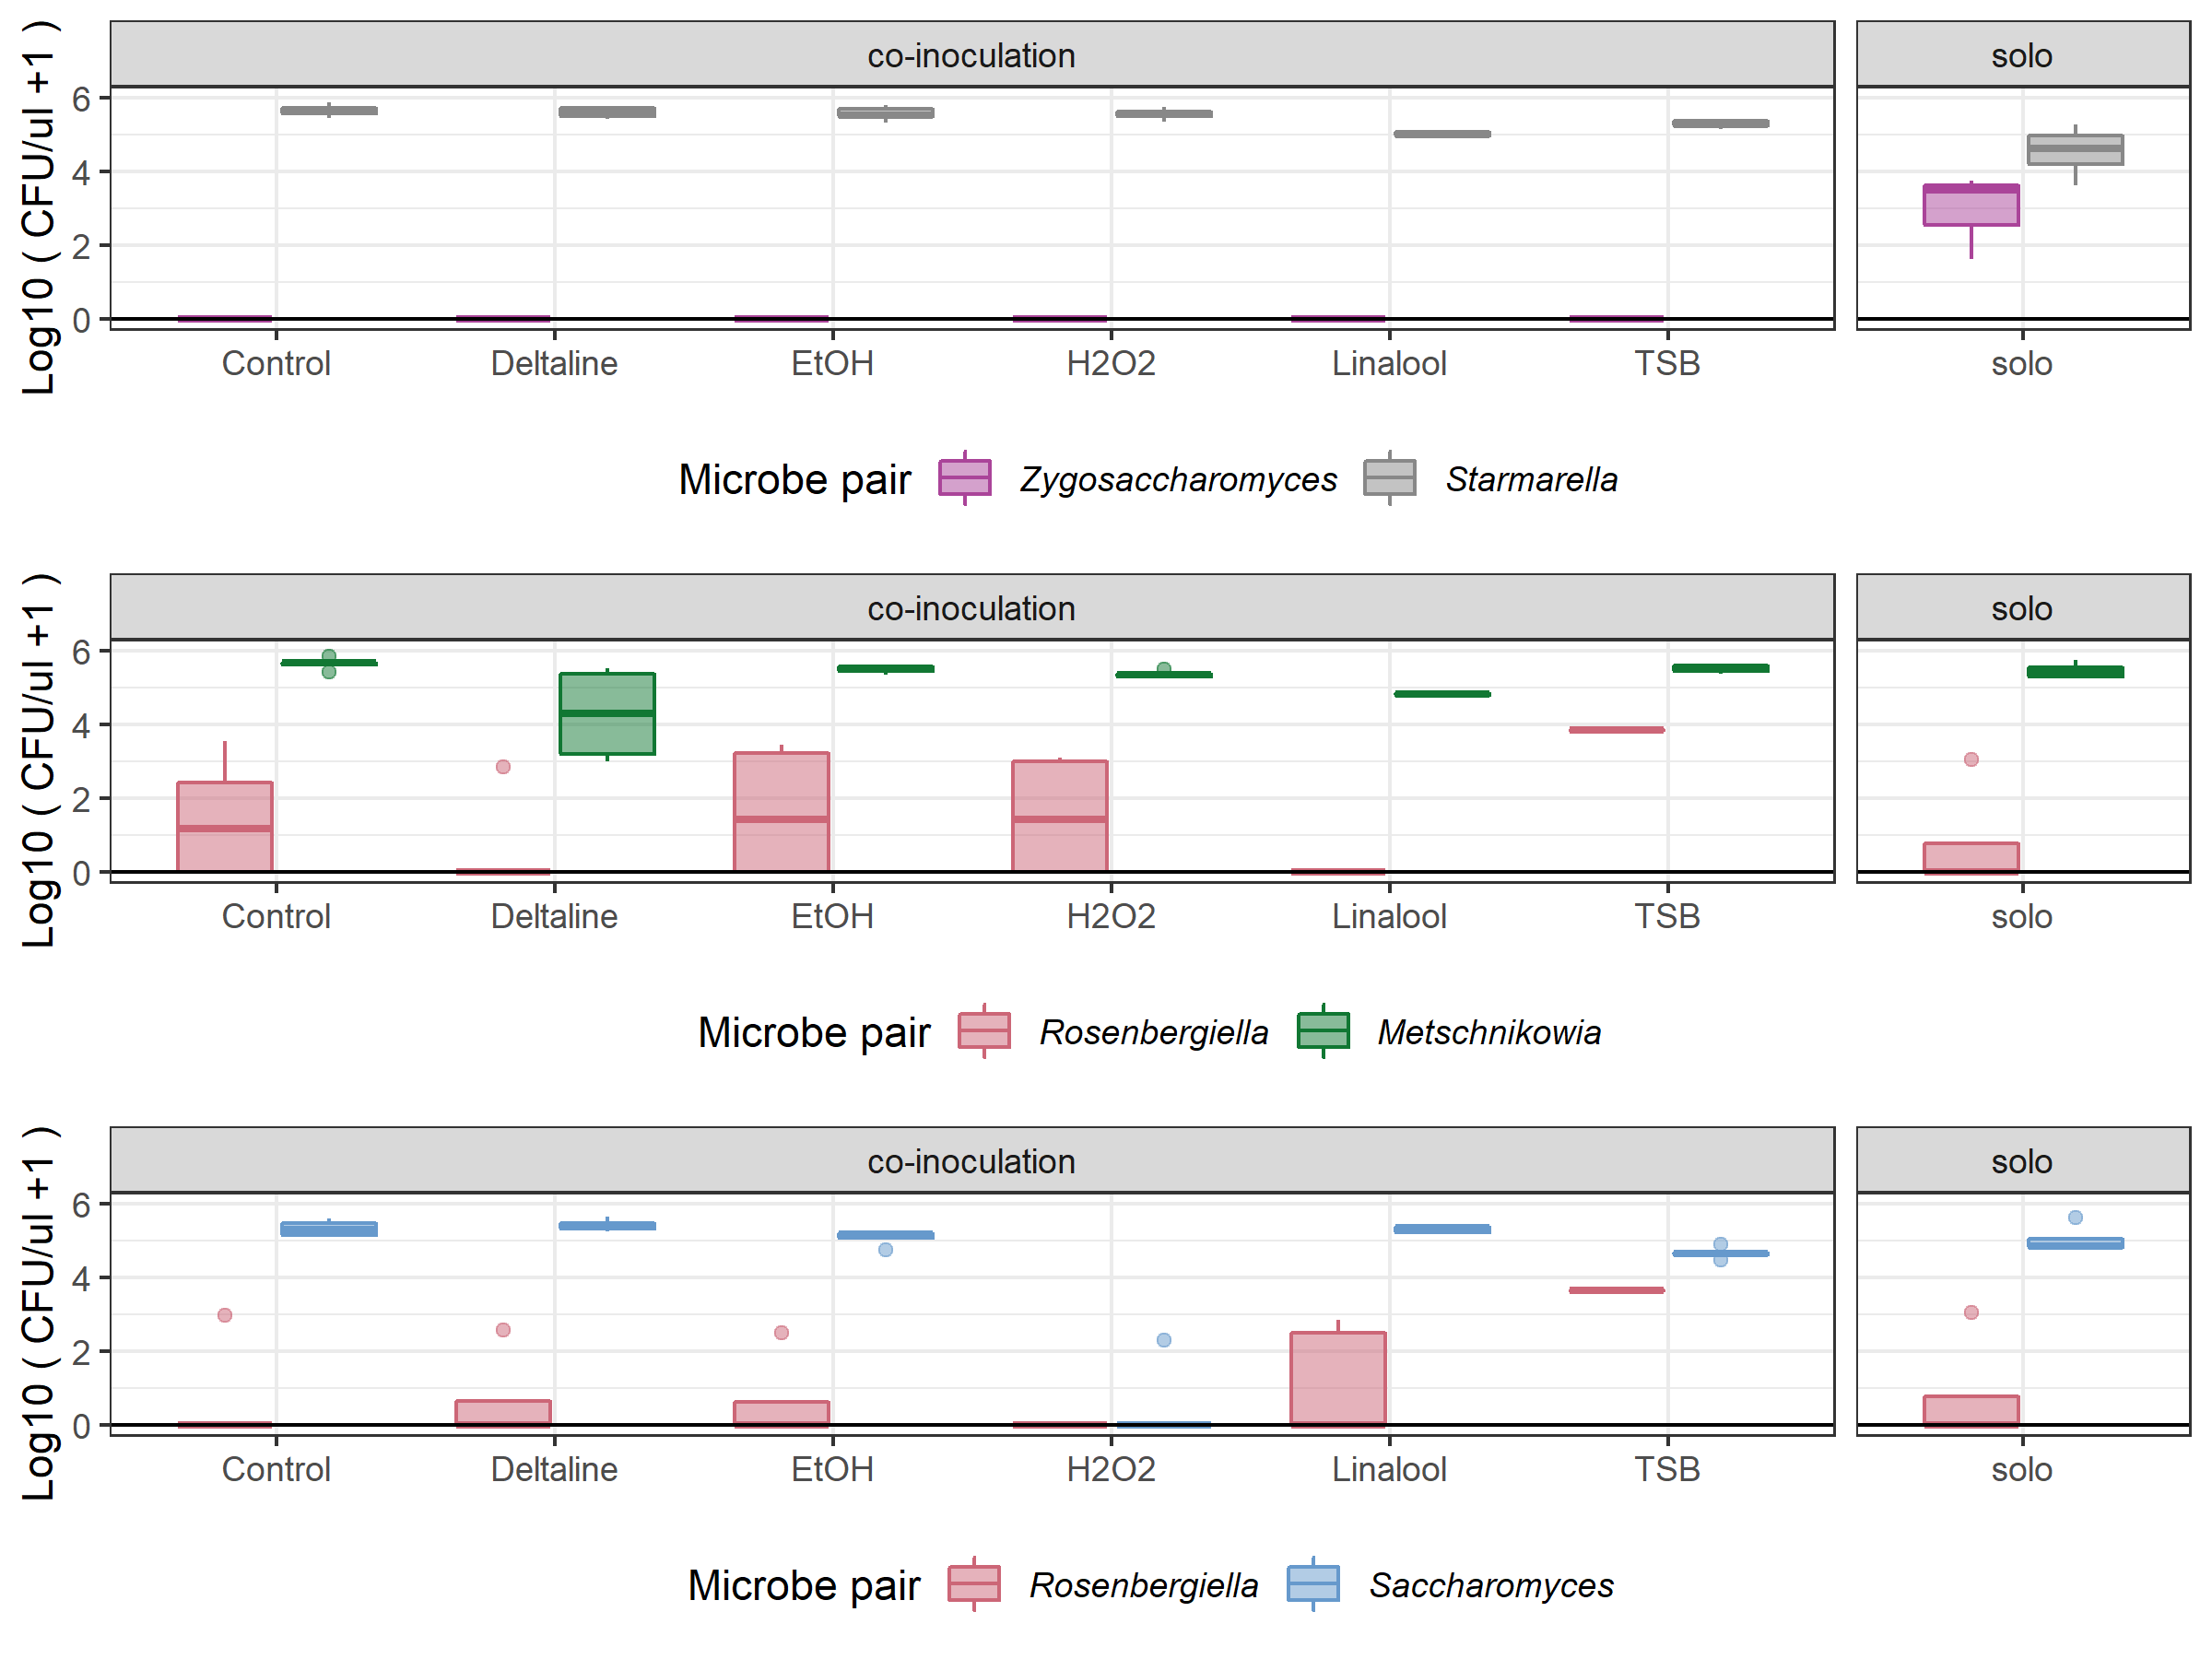 co-inoculation solo
Log10 ( CFU/ul +1 )
6
4
2
0
Control Deltaline EtOH H2O2 Linalool TSB solo
Microbe pair Zygosaccharomyces Starmarella
co-inoculation solo
Log10 ( CFU/ul +1 )
6
4
2
0
Control Deltaline EtOH H2O2 Linalool TSB solo
Microbe pair Rosenbergiella Metschnikowia
co-inoculation solo
Log10 ( CFU/ul +1 )
6
4
2
0
Control Deltaline EtOH H2O2 Linalool TSB solo
Microbe pair Rosenbergiella Saccharomyces